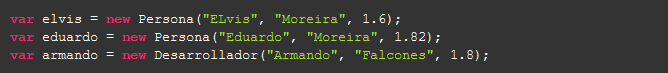 var elvis = new Persona("ELvis", "Moreira", 1.6);
var eduardo = new Persona("Eduardo", "Moreira", 1.82);
var armando = new Desarrollador("Armando", "Falcones", 1.8);